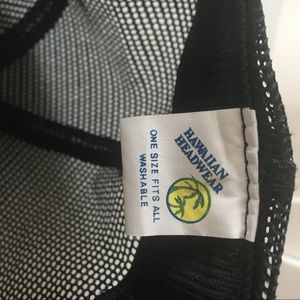 HAWAIIAN
HEADWEAR
ONE SIZE FITS ALL
WASHABLE